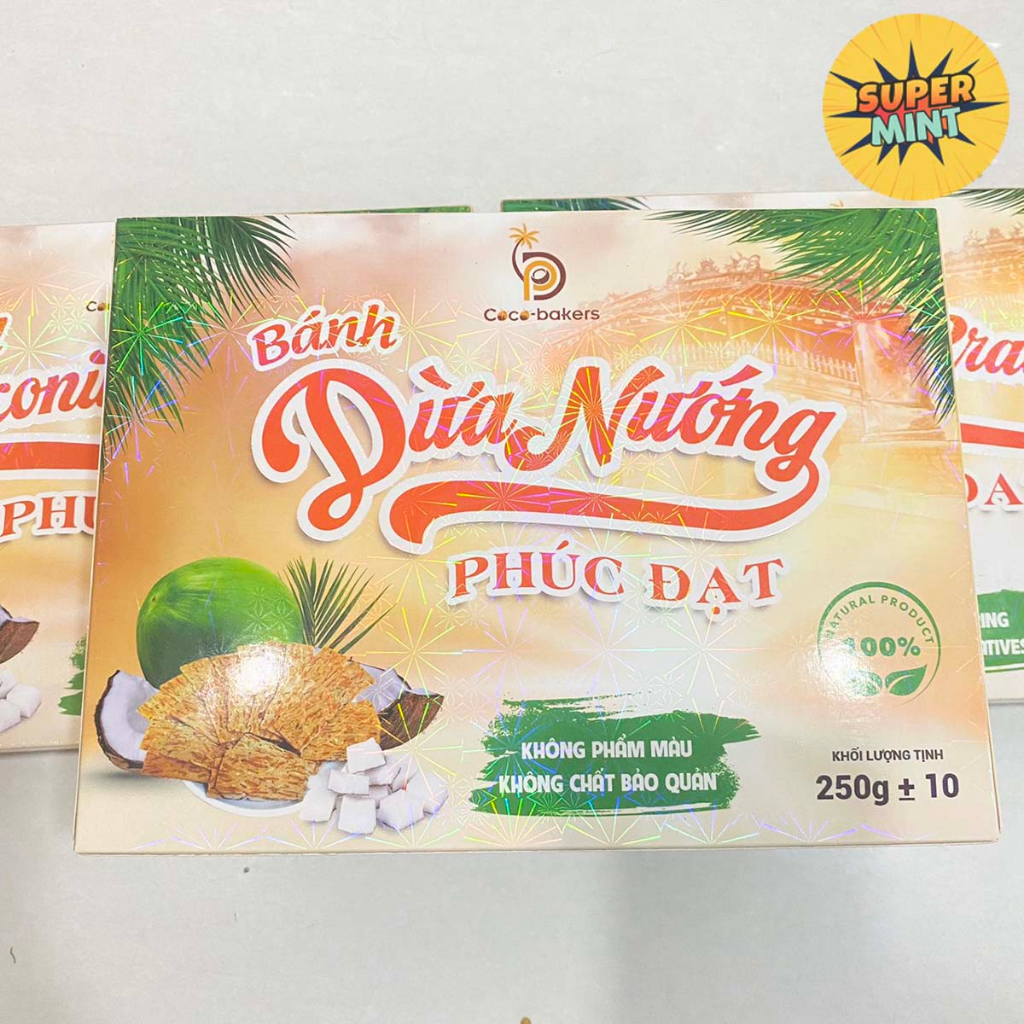 SUPER
MINT
Coco-bakers
Bánh
Dừa Nướng
PHÚC ĐẠT
NATURAL PRODUCT
100%
KHÔNG PHẨM MÀU
KHÔNG CHẤT BẢO QUẢN
KHỐI LƯỢNG TỊNH
250g ± 10